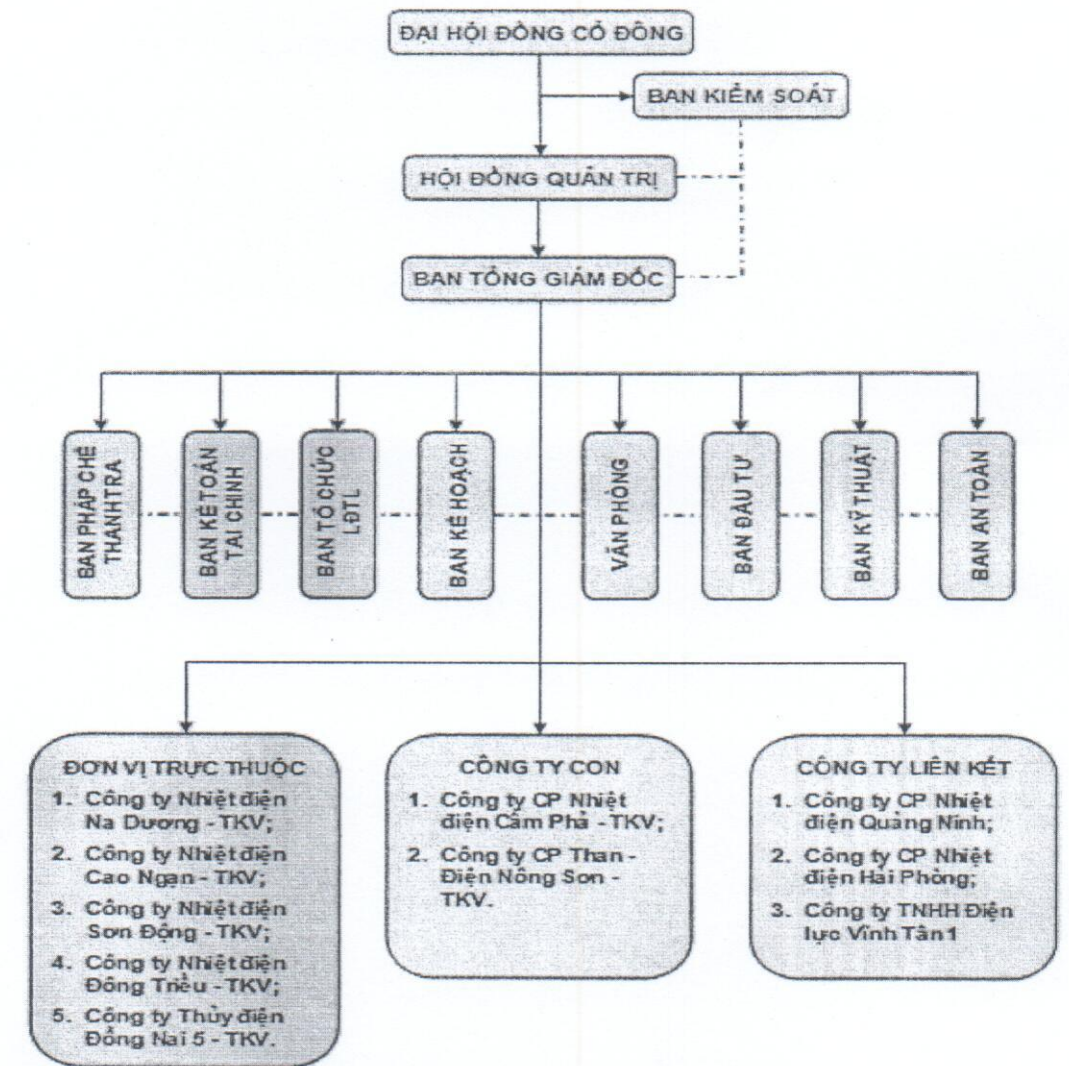 ĐẠI HỘI ĐỒNG CỔ ĐÔNG
BAN KIỂM SOÁT
HỘI ĐỒNG QUẢN TRỊ
BAN TỔNG GIÁM ĐỐC
BAN PHÁP CHẾ
THANH TRA
BAN KẾ TOÁN
TÀI CHÍNH
BAN TỔ CHỨC
LĐTL
BAN KẾ HOẠCH
VĂN PHÒNG
BAN ĐẦU TƯ
BAN KỸ THUẬT
BAN AN TOÀN
ĐƠN VỊ TRỰC THUỘC
1. Công ty Nhiệt điện
Na Dương - TKV;
2. Công ty Nhiệt điện
Cao Ngạn - TKV;
3. Công ty Nhiệt điện
Sơn Động - TKV;
4. Công ty Nhiệt điện
Đông Triều - TKV;
5. Công ty Thủy điện
Đồng Nai 5 - TKV.
CÔNG TY CON
1. Công ty CP Nhiệt
điện Cẩm Phả - TKV;
2. Công ty CP Than -
Điện Nông Sơn -
TKV.
CÔNG TY LIÊN KẾT
1. Công ty CP Nhiệt
điện Quảng Ninh;
2. Công ty CP Nhiệt
điện Hải Phòng;
3. Công ty TNHH Điện
lực Vĩnh Tân 1